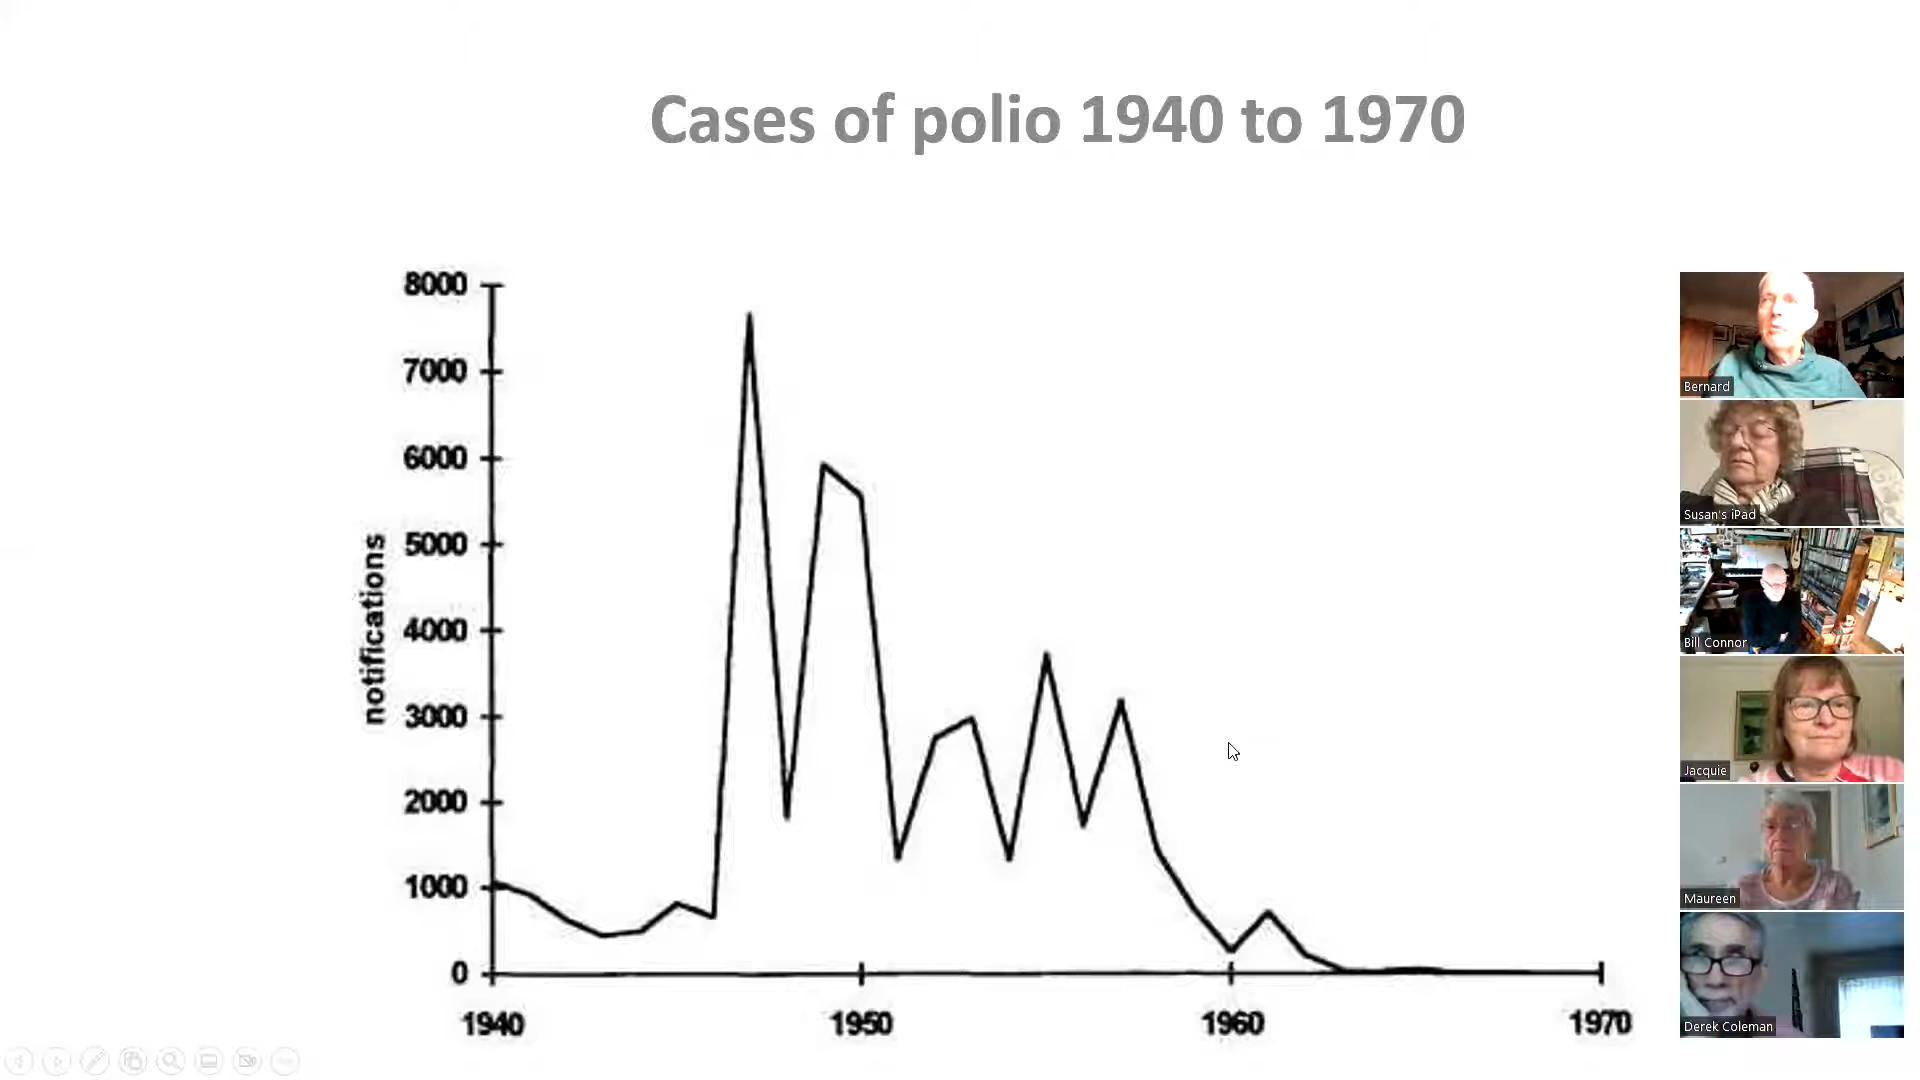 Cases of polio 1940 to 1970
8000
7000
6000
5000
4000
3000
2000
1000
0
notifications
1940 1950 1960 1970
Bernard
Susan's iPad
Bill Connor
Jacquie
Maureen
Derek Coleman